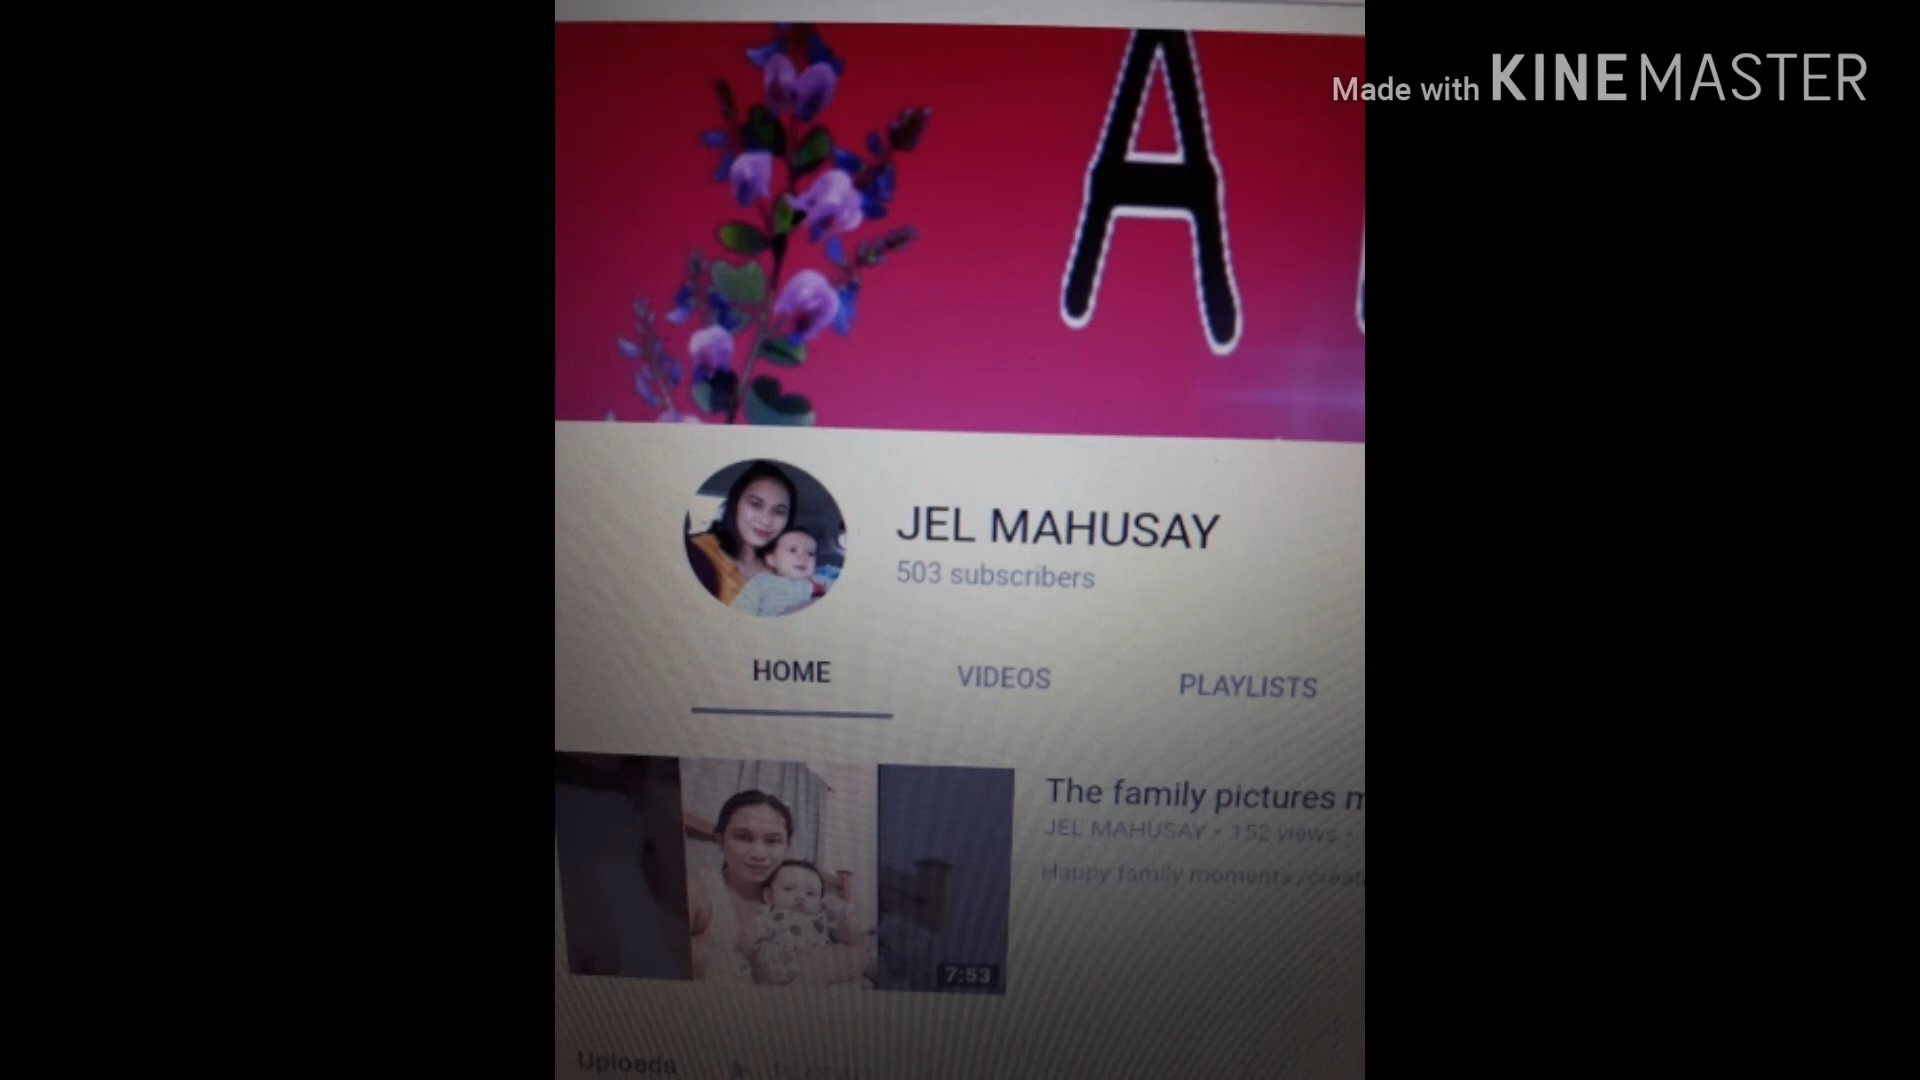 Made with KINEMASTER
A
JEL MAHUSAY
503 subscribers
HOME VIDEOS PLAYLISTS
The family pictures
JEL MAHUSAY • 152 views •
Happy family moments /creat
7:53
Uploads